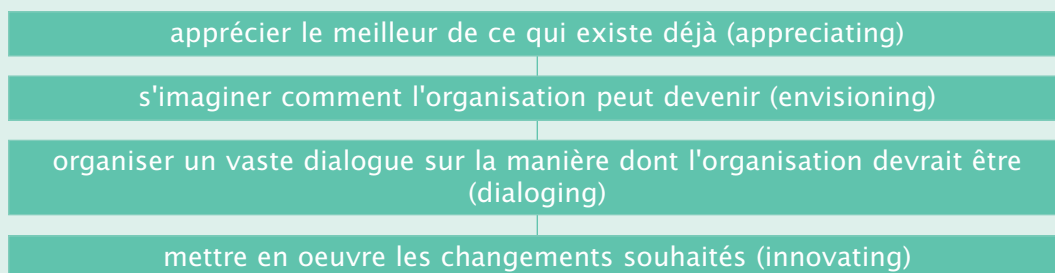 apprécier le meilleur de ce qui existe déjà (appreciating)
s'imaginer comment l'organisation peut devenir (envisioning)
organiser un vaste dialogue sur la manière dont l'organisation devrait être
(dialoging)
mettre en oeuvre les changements souhaités (innovating)